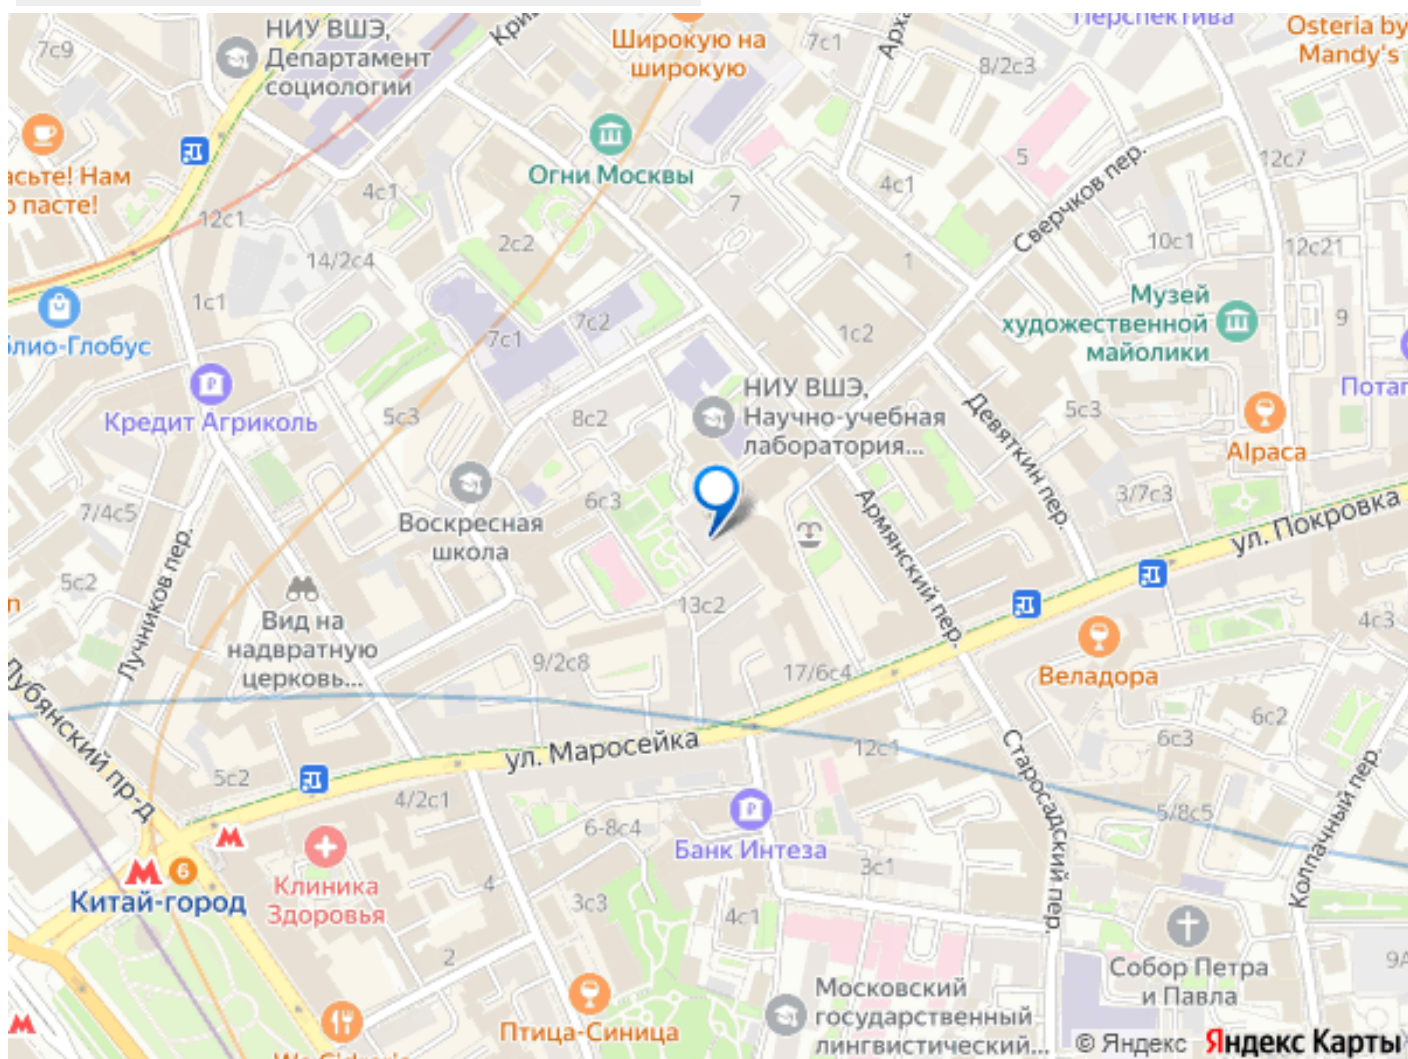 НИУ ВШЭ,
Департамент
социологии
7с9
Широкую на
широкую
7с1
8/2с3
Перспектива
Osteria by
Mandy's
Огни Москвы
5
12с7
Сверчков пер.
4с1
4с1
7
12с1
2с2
14/2с4
1
10с1
12с21
1с1
7с2
7с1
1с2
Музей
художественной
майолики
9
Кредит Агриколь
5с3
8с2
НИУ ВШЭ,
Научно-учебная
лаборатория...
Девяткин пер.
5с3
Alpaca
7/4с5
Воскресная
школа
6с3
Армянский пер.
3/7с3
ул. Покровка
Лучников пер.
5с2
Вид на
надвратную
церковь...
13с2
9/2с8
17/6с4
Веладора
4с3
6с2
6с3
Лубянский пр-д
5с2
ул. Маросейка
12с1
Старосадский пер.
5/8с5
Колпачный пер.
4/2с1
6-8с4
Банк Интеза
3с1
6
Китай-город
Клиника
Здоровья
4
3с3
4с1
2
Собор Петра
и Павла
9А
Птица-Синица
Московский
государственный
лингвистический...
© Яндекс Яндекс Карты